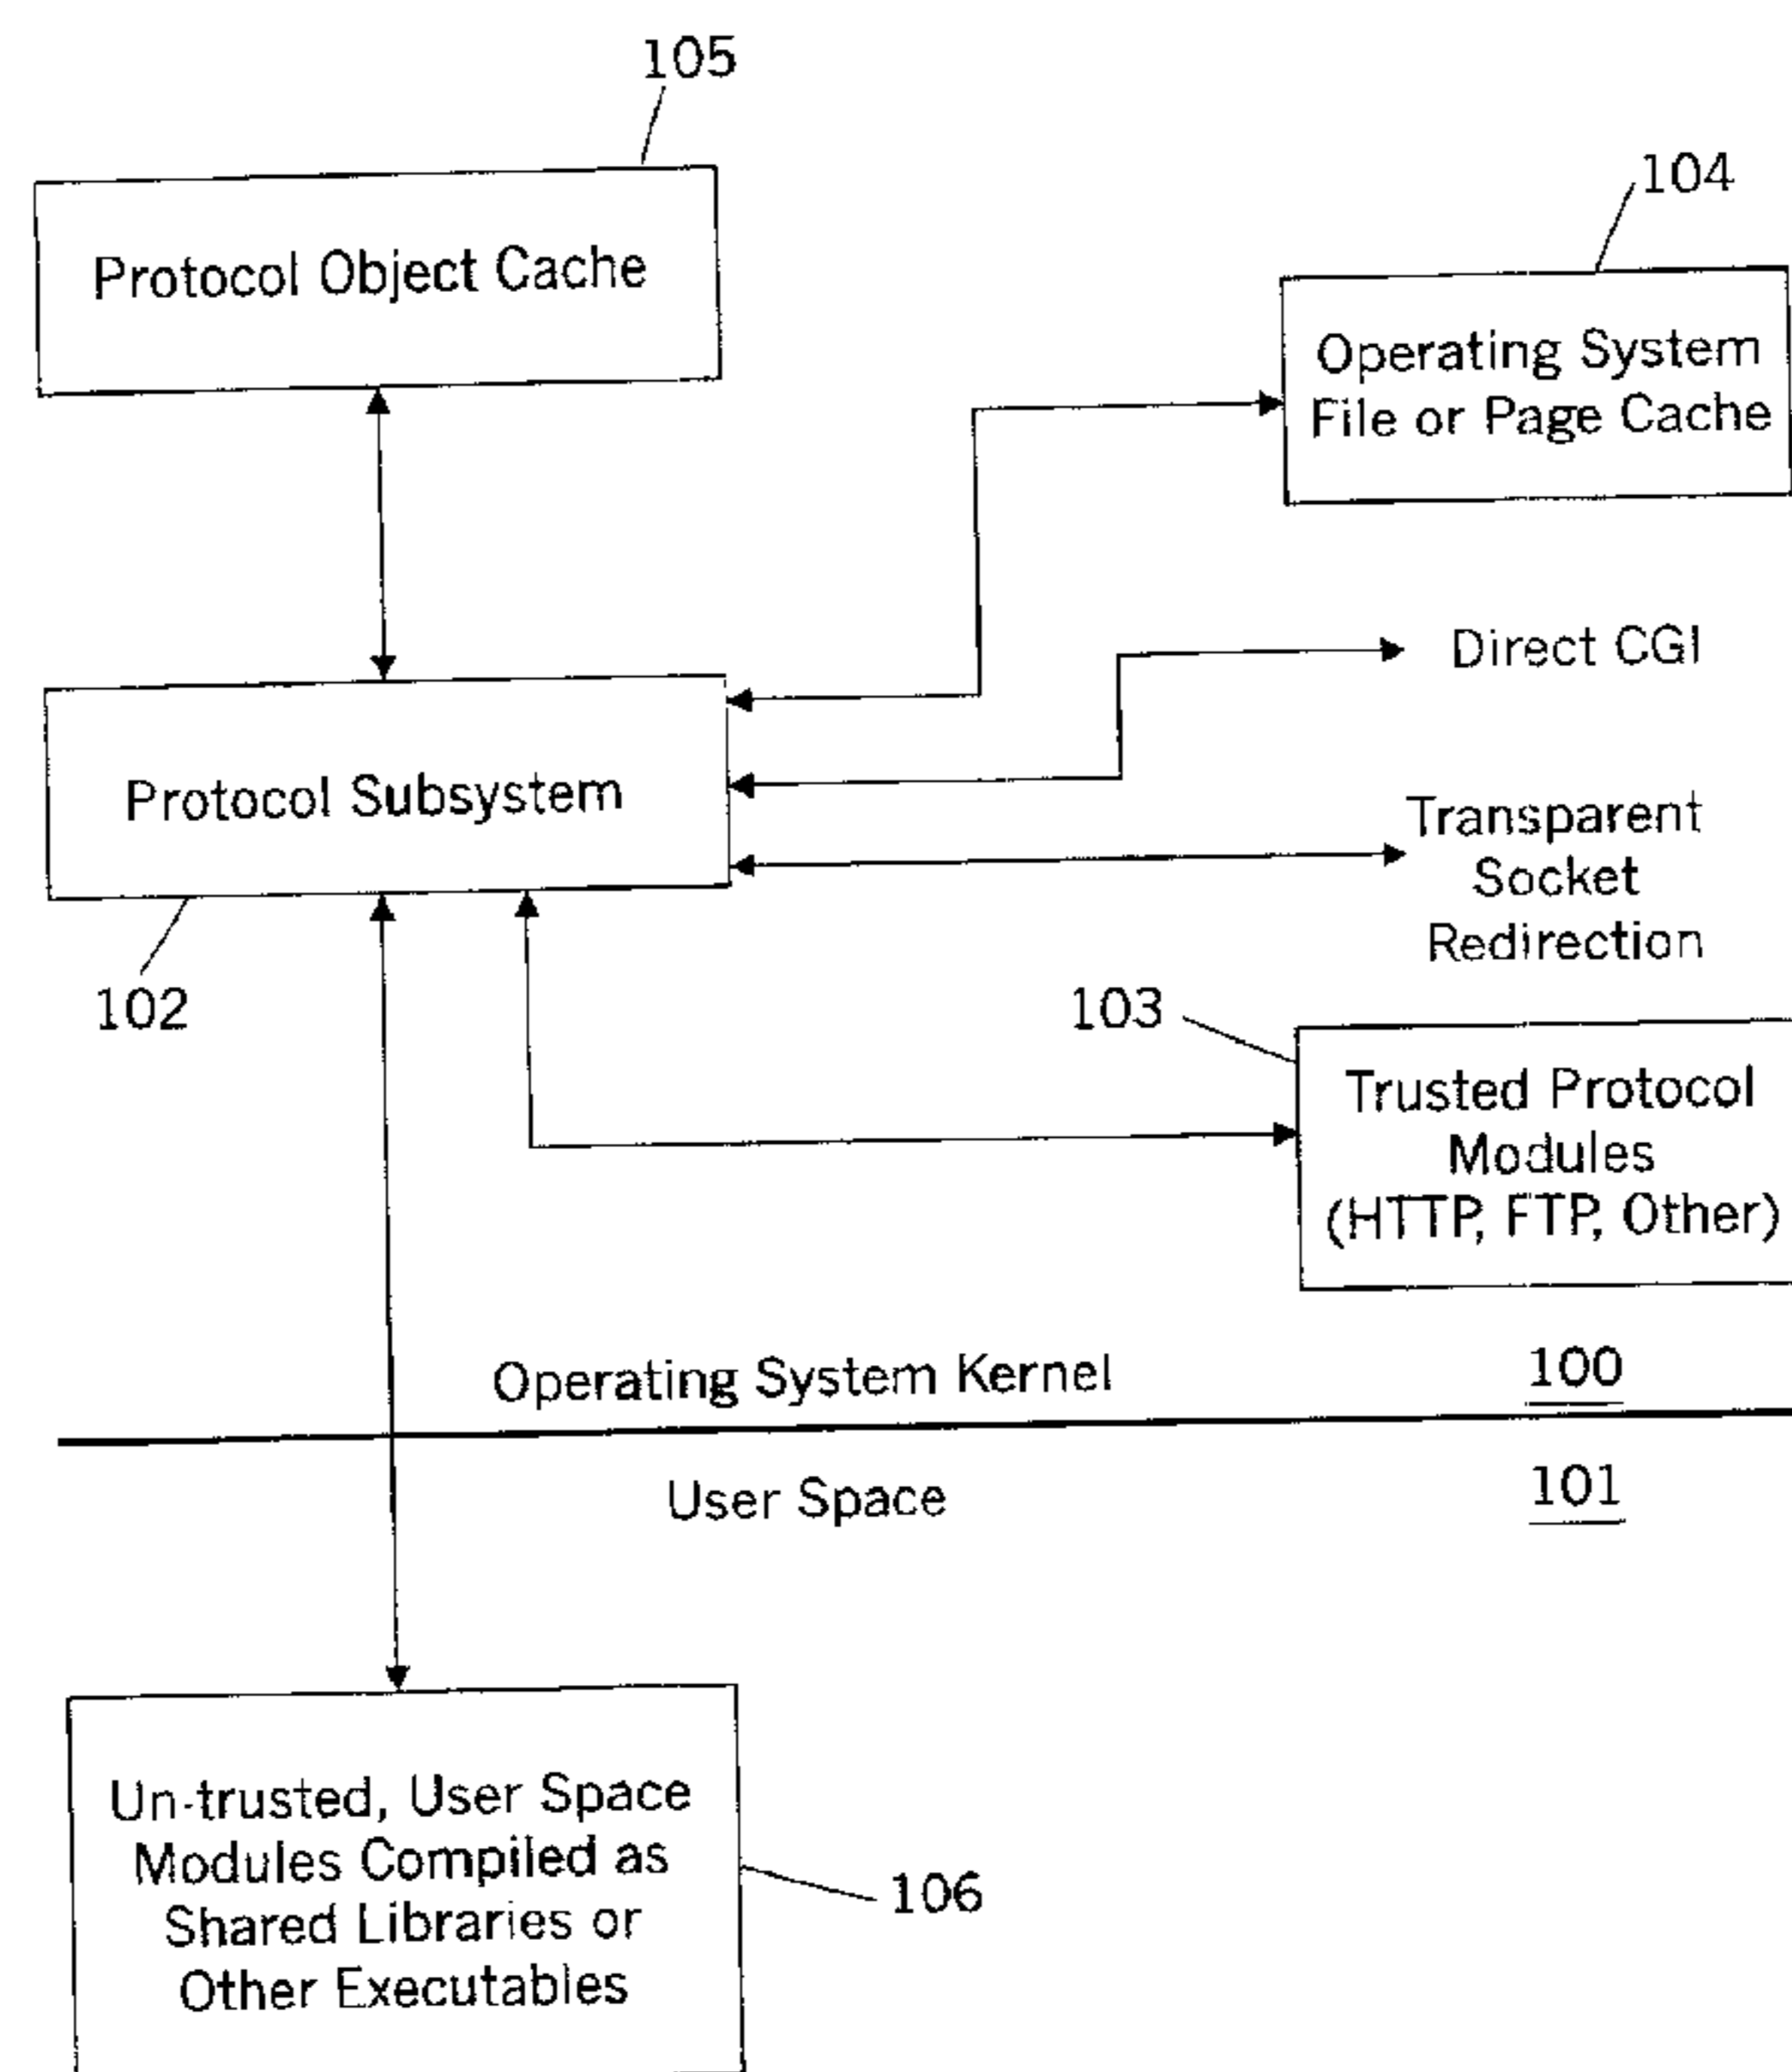 105
104
Protocol Object Cache
Operating System
File or Page Cache
Direct CGI
Protocol Subsystem
Transparent
Socket
Redirection
102
103
Trusted Protocol
Modules
(HTTP, FTP, Other)
Operating System Kernel
100
User Space
101
Un-trusted, User Space
Modules Compiled as
Shared Libraries or
Other Executables
106